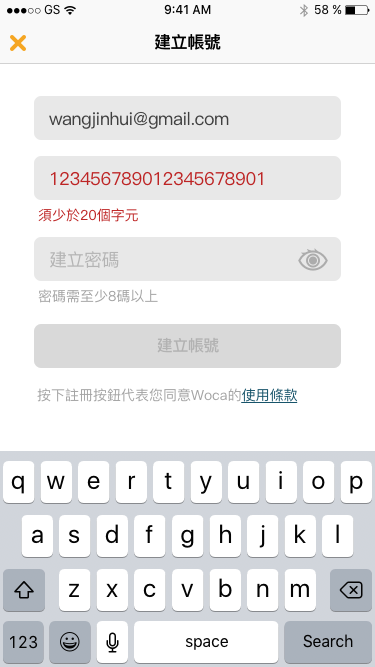 GS 9:41 AM 58 %
建立帳號
wangjinhui@gmail.com
123456789012345678901
須少於20個字元
建立密碼
密碼需至少8碼以上
建立帳號
按下註冊按鈕代表您同意Woca的使用條款
q w e r t y u i o p
a s d f g h j k l
z x c v b n m
123 space Search